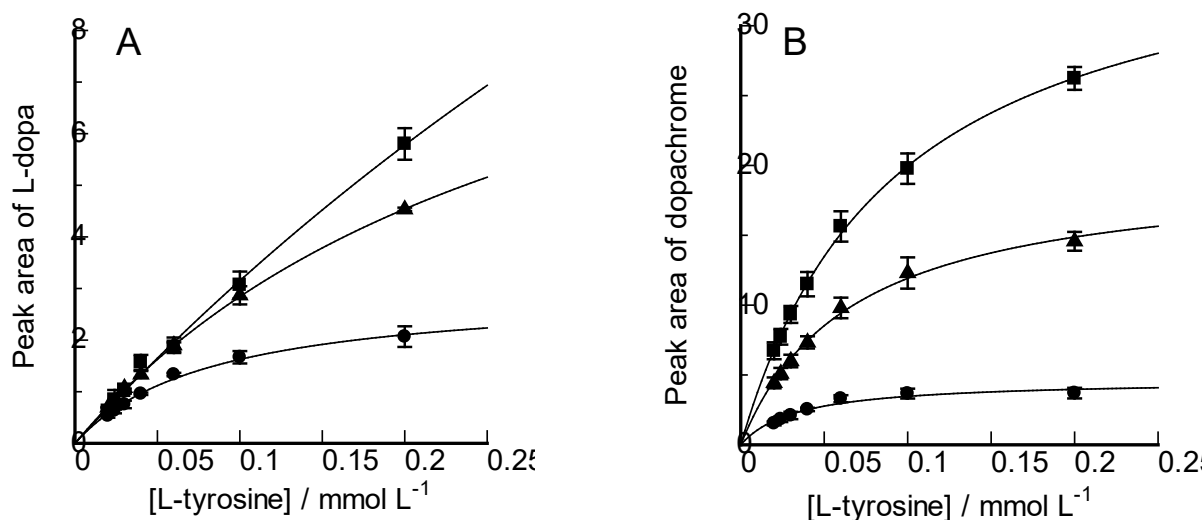 A
8
6
4
2
0
0 0.05 0.1 0.15 0.2 0.25
Peak area of L-dopa
[L-tyrosine] / mmol L⁻¹
B
30
20
10
0
0 0.05 0.1 0.15 0.2 0.25
Peak area of dopachrome
[L-tyrosine] / mmol L⁻¹